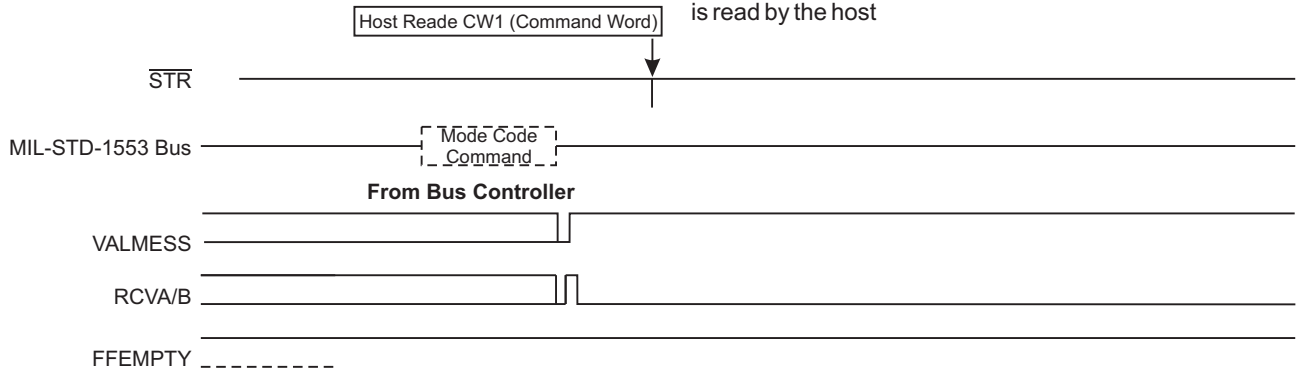 Host Reade CW1 (Command Word)
is read by the host
STR
MIL-STD-1553 Bus
Mode Code
Command
From Bus Controller
VALMESS
RCVA/B
FFEMPTY